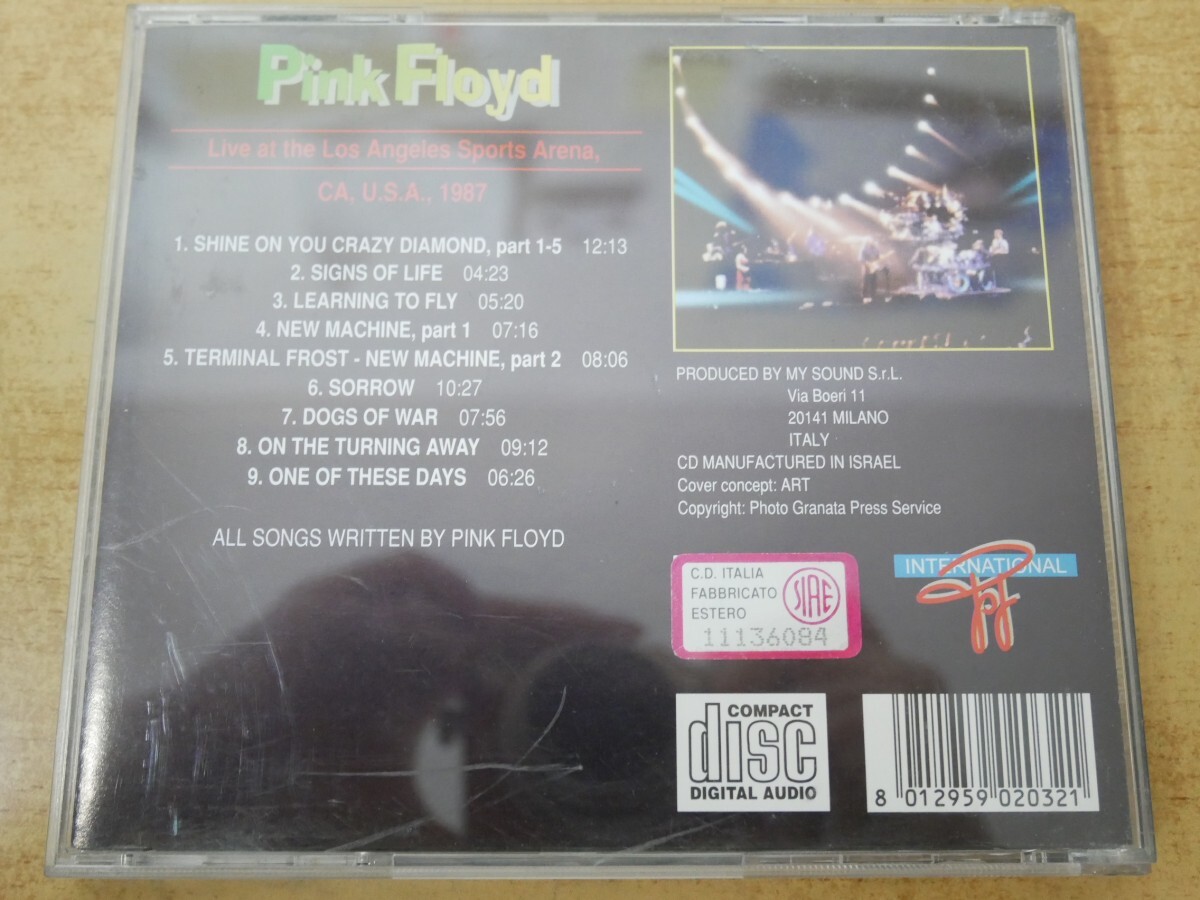 Pink Floyd
Live at the Los Angeles Sports Arena,
CA, U.S.A., 1987
1. SHINE ON YOU CRAZY DIAMOND, part 1-5 12:13
2. SIGNS OF LIFE 04:23
3. LEARNING TO FLY 05:20
4. NEW MACHINE, part 1 07:16
5. TERMINAL FROST - NEW MACHINE, part 2 08:06
6. SORROW 10:27
7. DOGS OF WAR 07:56
8. ON THE TURNING AWAY 09:12
9. ONE OF THESE DAYS 06:26
ALL SONGS WRITTEN BY PINK FLOYD
PRODUCED BY MY SOUND S.r.L.
Via Boeri 11
20141 MILANO
ITALY
CD MANUFACTURED IN ISRAEL
Cover concept: ART
Copyright: Photo Granata Press Service
C.D. ITALIA
FABBRICATO
ESTERO
SIAE
11136084
INTERNATIONAL
COMPACT
disc
DIGITAL AUDIO
8 012959 020321